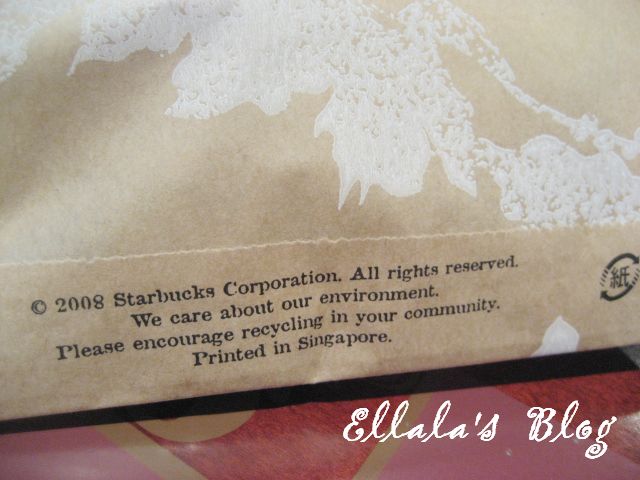 © 2008 Starbucks Corporation. All rights reserved.
We care about our environment.
Please encourage recycling in your community.
Printed in Singapore.
紙
Ellala's Blog